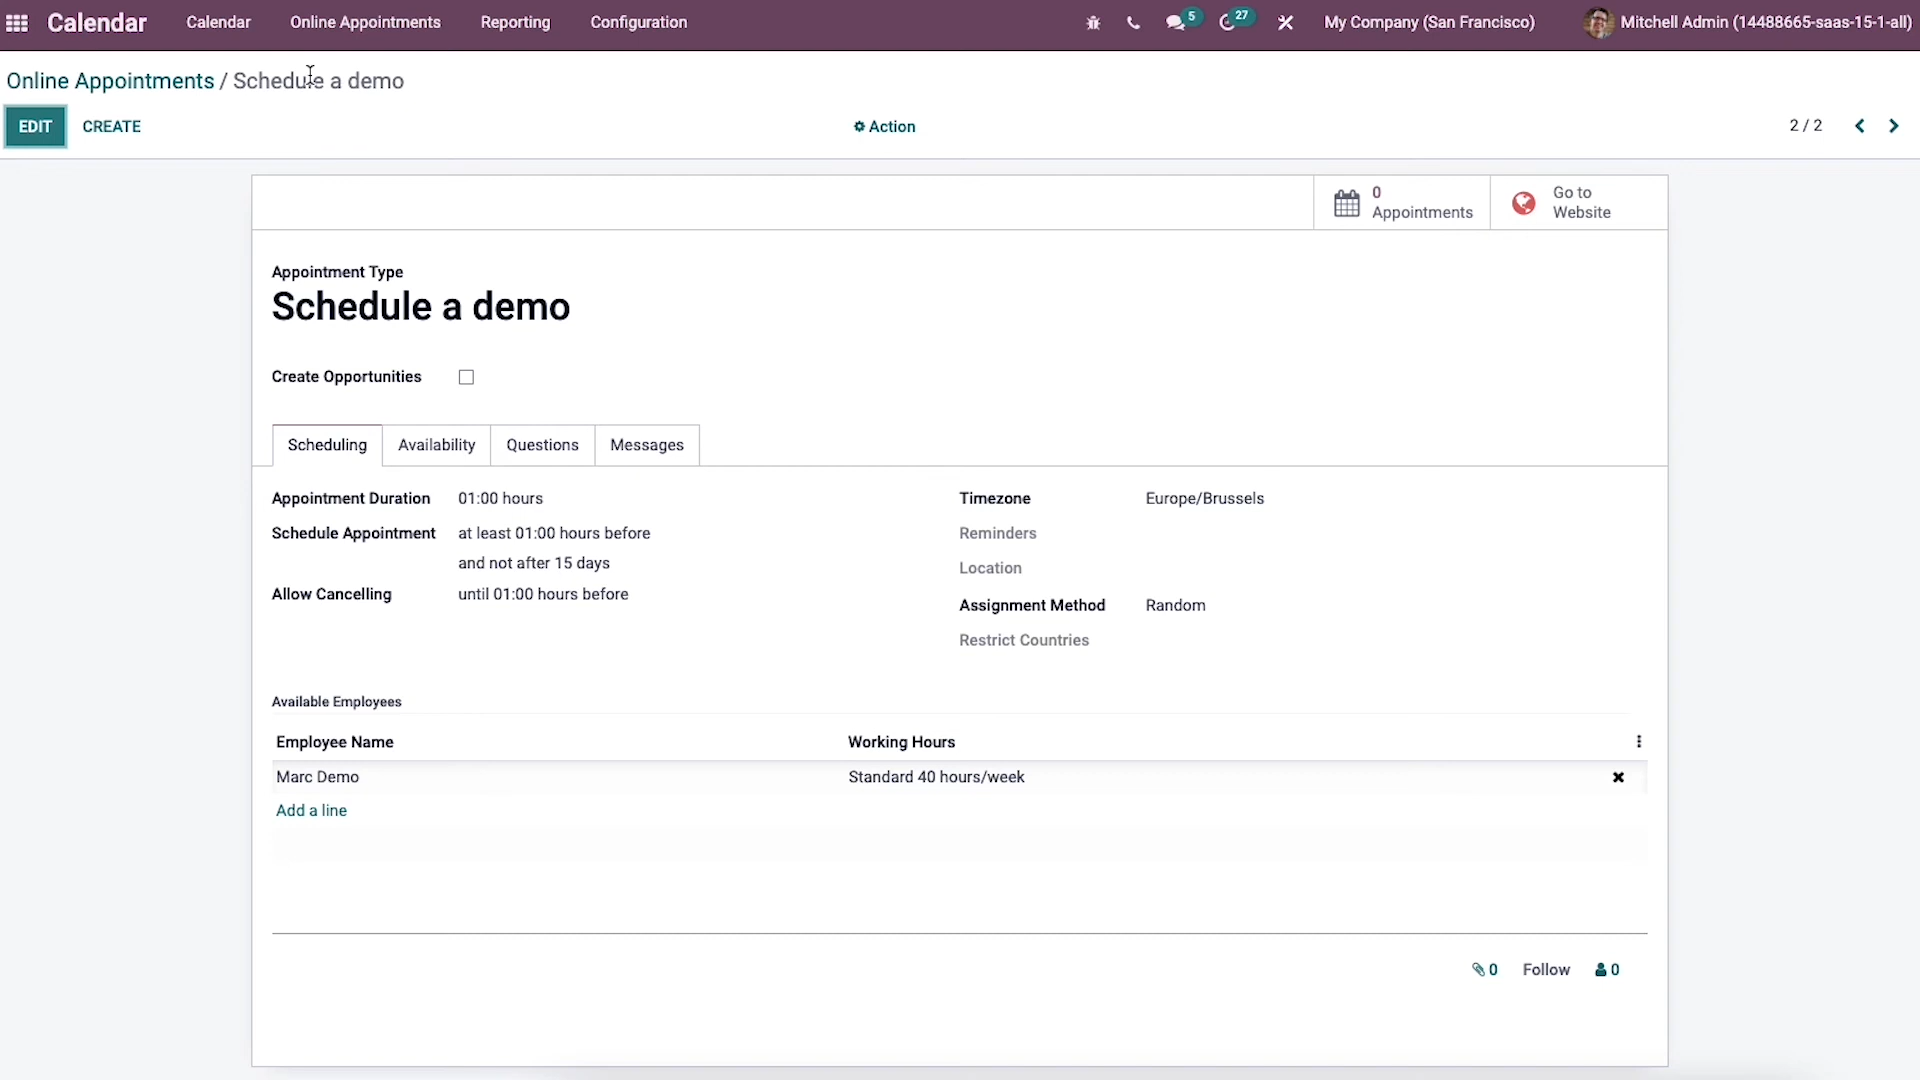 Calendar Calendar Online Appointments Reporting Configuration 5 27 My Company (San Francisco) Mitchell Admin (14488665-saas-15-1-all)
Online Appointments / Schedule a demo
EDIT CREATE Action 2 / 2
0
Appointments
Go to
Website
Appointment Type
Schedule a demo
Create Opportunities
Scheduling Availability Questions Messages
Appointment Duration 01:00 hours
Schedule Appointment at least 01:00 hours before
and not after 15 days
Allow Cancelling until 01:00 hours before
Timezone Europe/Brussels
Reminders
Location
Assignment Method Random
Restrict Countries
Available Employees
Employee Name Working Hours
Marc Demo Standard 40 hours/week
Add a line
0 Follow 0